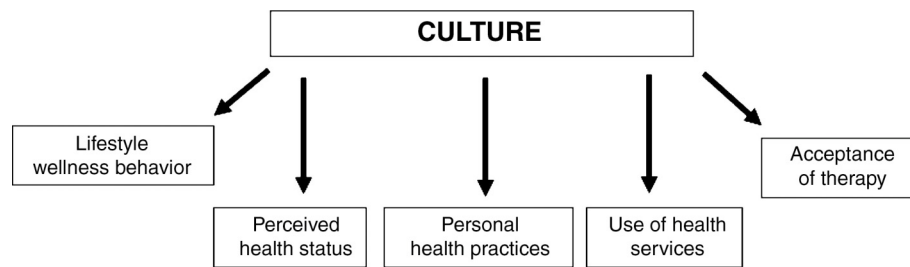 CULTURE
Lifestyle
wellness behavior
Perceived
health status
Personal
health practices
Use of health
services
Acceptance
of therapy